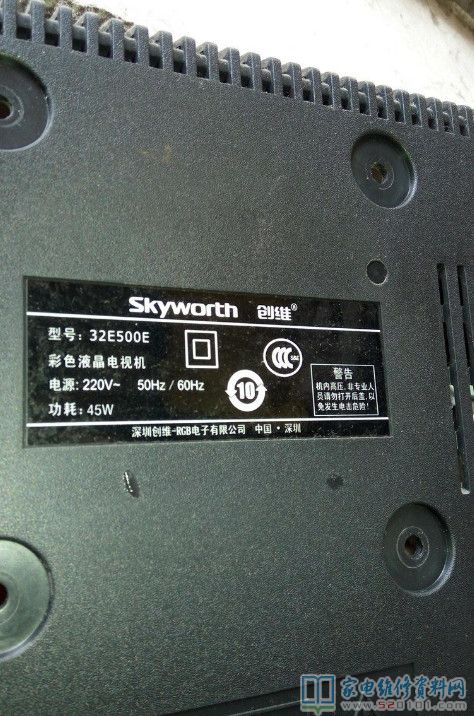 Skyworth 创维®
型号: 32E500E
彩色液晶电视机
电源: 220V~ 50Hz / 60Hz
功耗: 45W
10
警告
机内高压,非专业人
员请勿打开后盖,以
免发生电击危险!
深圳创维-RGB电子有限公司 中国·深圳
家电维修资料网
www.520101.com